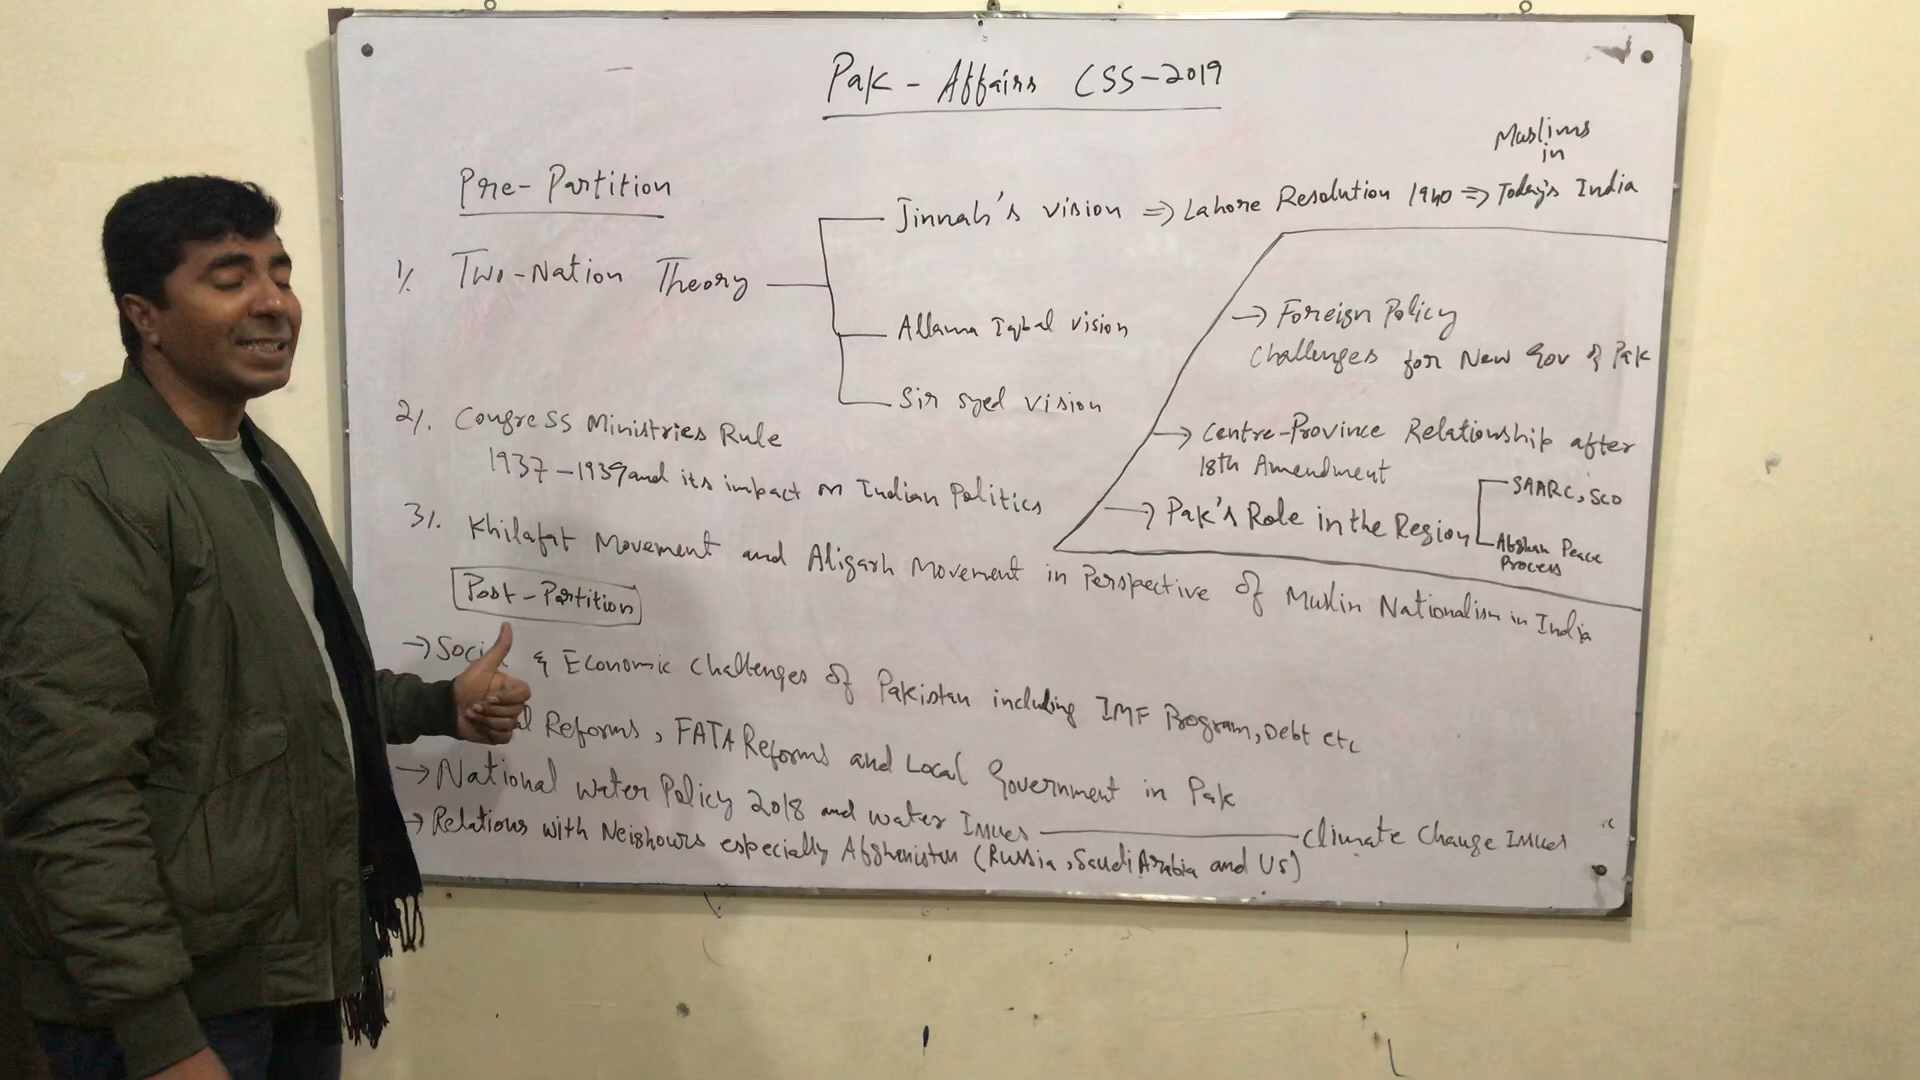 Pak - Affairs CSS-2019
Pre-Partition
1/. Two-Nation Theory
Jinnah's vision => Lahore Resolution 1940 => Today's India
Muslims
in
Allama Iqbal vision
Sir syed vision
2/. Congress Ministries Rule
1937-1939 and its impact on Indian Politics
3/. Khilafat Movement and Aligarh Movement in Perspective of Muslim Nationalism in India
→ Foreign Policy
Challenges for New Gov of Pak
→ Centre-Province Relationship after
18th Amendment
→ Pak's Role in the Region
SAARC, SCO
Afghan Peace
Process
Post-Partition
→ & Economic Challenges of Pakistan including IMF Program, Debt etc
Reforms, FATA Reforms and Local Government in Pak
→ National Water Policy 2018 and water Issues — Climate Change Issues
→ Relations with Neighours especially Afghanistan (Russia, Saudi Arabia and US)